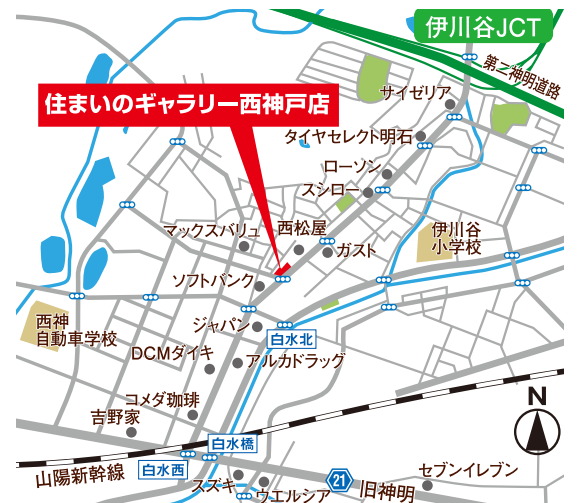 伊川谷JCT
第二神明道路
サイゼリア
住まいのギャラリー西神戸店
タイヤセレクト明石
ローソン
スシロー
マックスバリュ
西松屋
ガスト
伊川谷
小学校
ソフトバンク
西神
自動車学校
ジャパン
白水北
DCMダイキ
アルカドラッグ
コメダ珈琲
吉野家
N
白水橋
白水西
山陽新幹線
スズキ
ウエルシア
21
旧神明
セブンイレブン